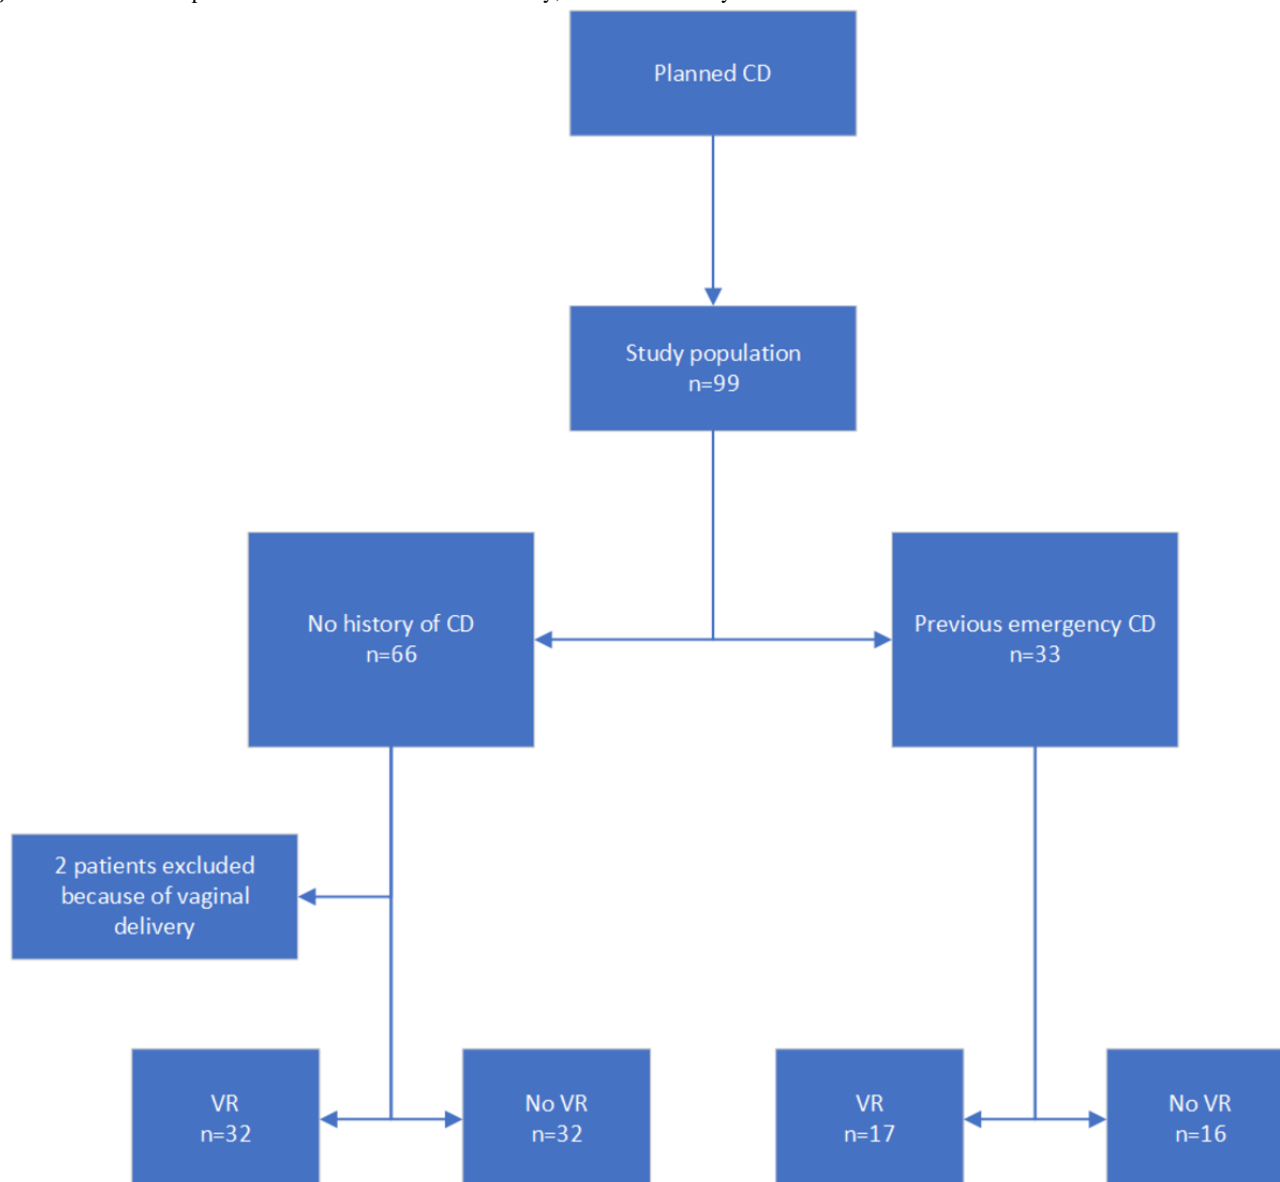 Planned CD
Study population
n=99
No history of CD
n=66
Previous emergency CD
n=33
2 patients excluded
because of vaginal
delivery
VR
n=32
No VR
n=32
VR
n=17
No VR
n=16